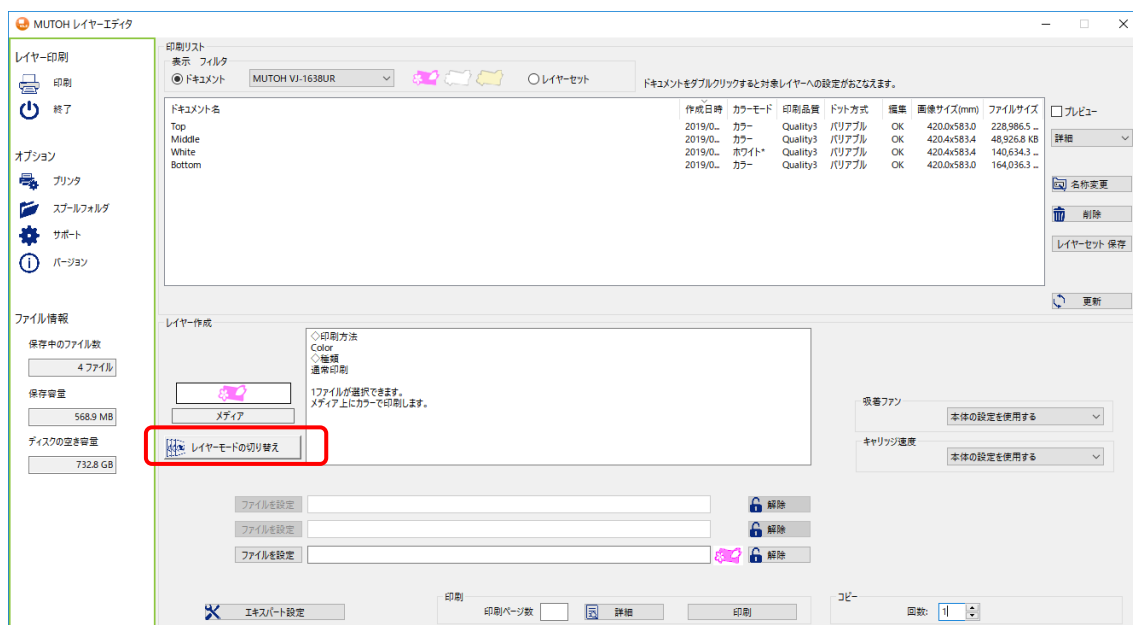 MUTOH レイヤーエディタ
レイヤー印刷
印刷
終了
オプション
プリンタ
スプールフォルダ
サポート
バージョン
ファイル情報
保存中のファイル数
4 ファイル
保存容量
568.9 MB
ディスクの空き容量
732.8 GB
印刷リスト
表示 フィルタ
ドキュメント MUTOH VJ-1638UR レイヤーセット
ドキュメントをダブルクリックすると対象レイヤーへの設定がおこなえます。
ドキュメント名 作成日時 カラーモード 印刷品質 ドット方式 編集 画像サイズ(mm) ファイルサイズ
Top 2019/0... カラー Quality3 バリアブル OK 420.0x583.0 228,986.5 ...
Middle 2019/0... カラー Quality3 バリアブル OK 420.4x583.4 48,926.8 KB
White 2019/0... ホワイト* Quality3 バリアブル OK 420.4x583.4 140,634.3 ...
Bottom 2019/0... カラー Quality3 バリアブル OK 420.0x583.0 164,036.3 ...
プレビュー
詳細
名称変更
削除
レイヤーセット 保存
更新
レイヤー作成
メディア
レイヤーモードの切り替え
◇印刷方法
Color
◇種類
通常印刷
1ファイルが選択できます。
メディア上にカラーで印刷します。
吸着ファン
本体の設定を使用する
キャリッジ速度
本体の設定を使用する
ファイルを設定 解除
ファイルを設定 解除
ファイルを設定 解除
エキスパート設定
印刷
印刷ページ数 詳細 印刷
コピー
回数: 1